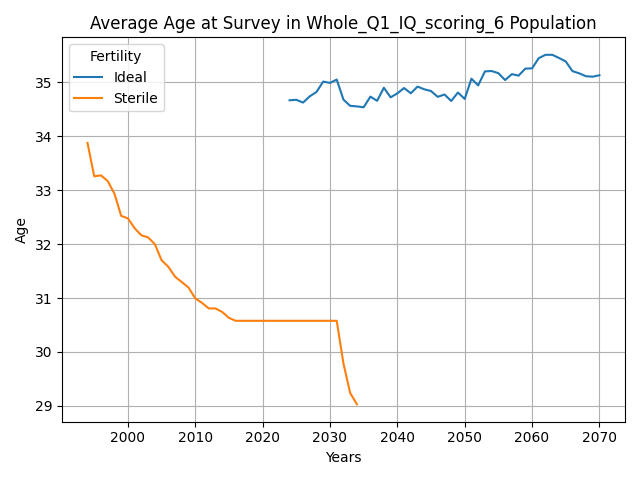 Average Age at Survey in Whole_Q1_IQ_scoring_6 Population
Fertility
Ideal
Sterile
35
34
33
32
31
30
29
Age
2000
2010
2020
2030
2040
2050
2060
2070
Years